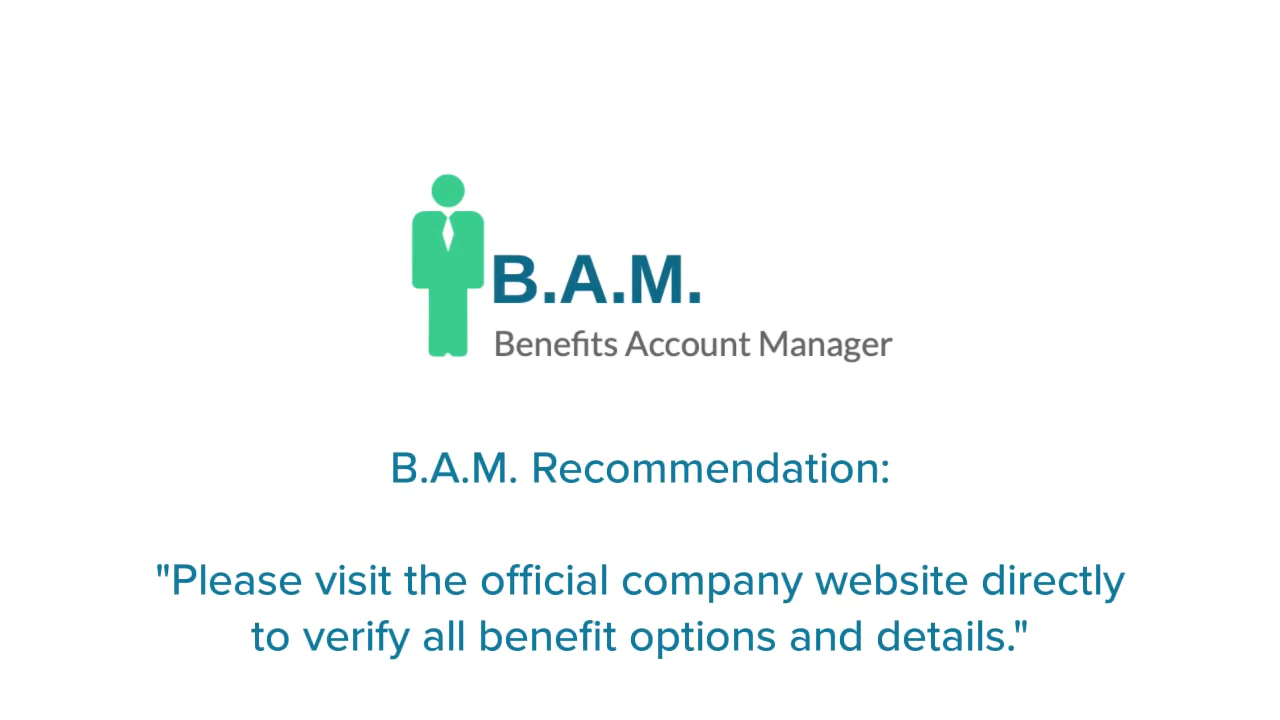 B.A.M.
Benefits Account Manager
B.A.M. Recommendation:
"Please visit the official company website directly
to verify all benefit options and details."